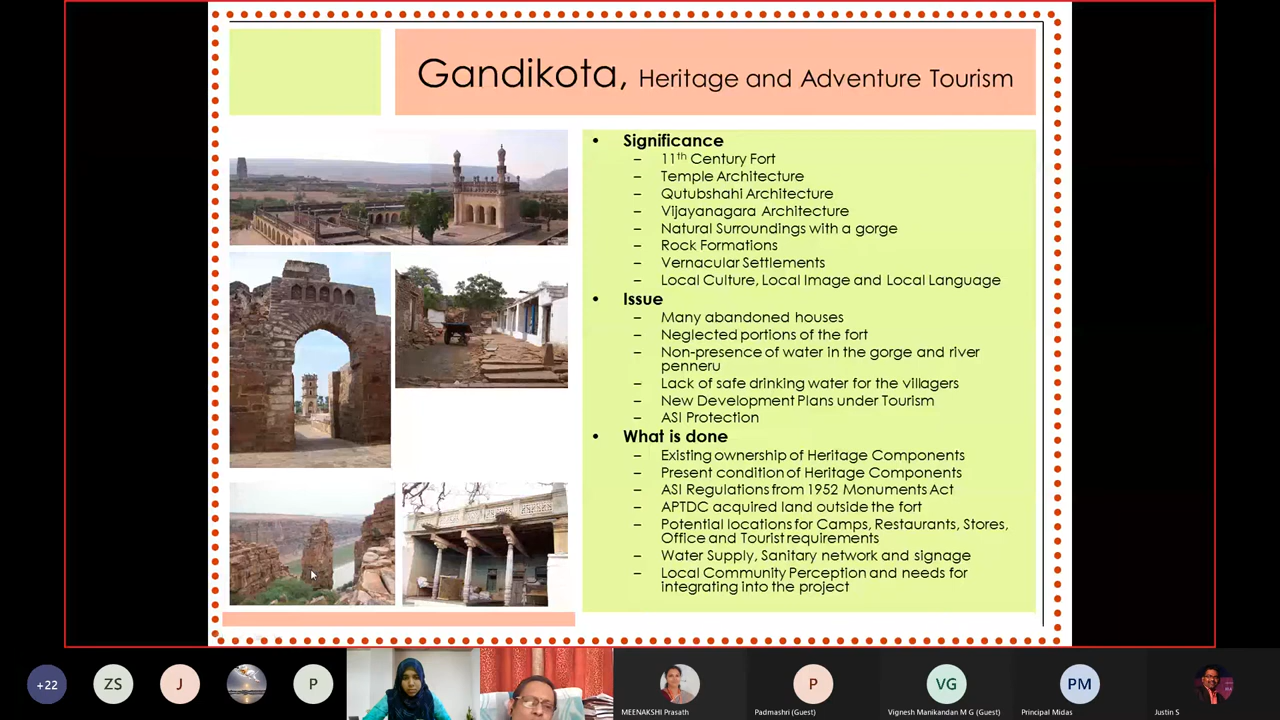 Gandikota, Heritage and Adventure Tourism
• Significance
– 11th Century Fort
– Temple Architecture
– Qutubshahi Architecture
– Vijayanagara Architecture
– Natural Surroundings with a gorge
– Rock Formations
– Vernacular Settlements
– Local Culture, Local Image and Local Language
• Issue
– Many abandoned houses
– Neglected portions of the fort
– Non-presence of water in the gorge and river
penneru
– Lack of safe drinking water for the villagers
– New Development Plans under Tourism
– ASI Protection
• What is done
– Existing ownership of Heritage Components
– Present condition of Heritage Components
– ASI Regulations from 1952 Monuments Act
– APTDC acquired land outside the fort
– Potential locations for Camps, Restaurants, Stores,
Office and Tourist requirements
– Water Supply, Sanitary network and signage
– Local Community Perception and needs for
integrating into the project
+22
ZS
J
P
P
VG
PM
MEENAKSHI Prasath
Padmashri (Guest)
Vignesh Manikandan M G (Guest)
Principal Midas
Justin S